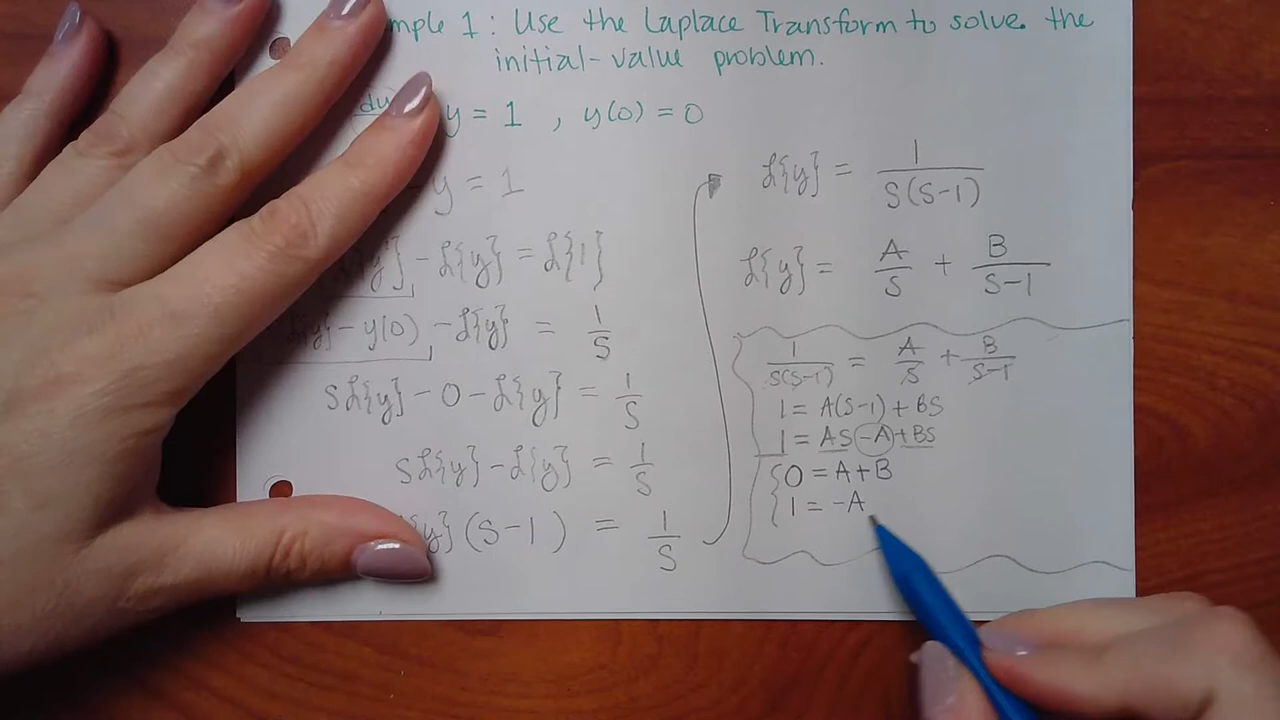 mple 1: Use the Laplace Transform to solve the
initial-value problem.
y = 1 , y(0) = 0
- y = 1
{y} - ℒ{y} = ℒ{1}
- y(0) - ℒ{y} = 1/s
sℒ{y} - 0 - ℒ{y} = 1/s
sℒ{y} - ℒ{y} = 1/s
y}(s-1) = 1/s
ℒ{y} = 1/s(s-1)
ℒ{y} = A/s + B/s-1
1/s(s-1) = A/s + B/s-1
1 = A(s-1) + Bs
1 = As -A + Bs
0 = A + B
1 = -A